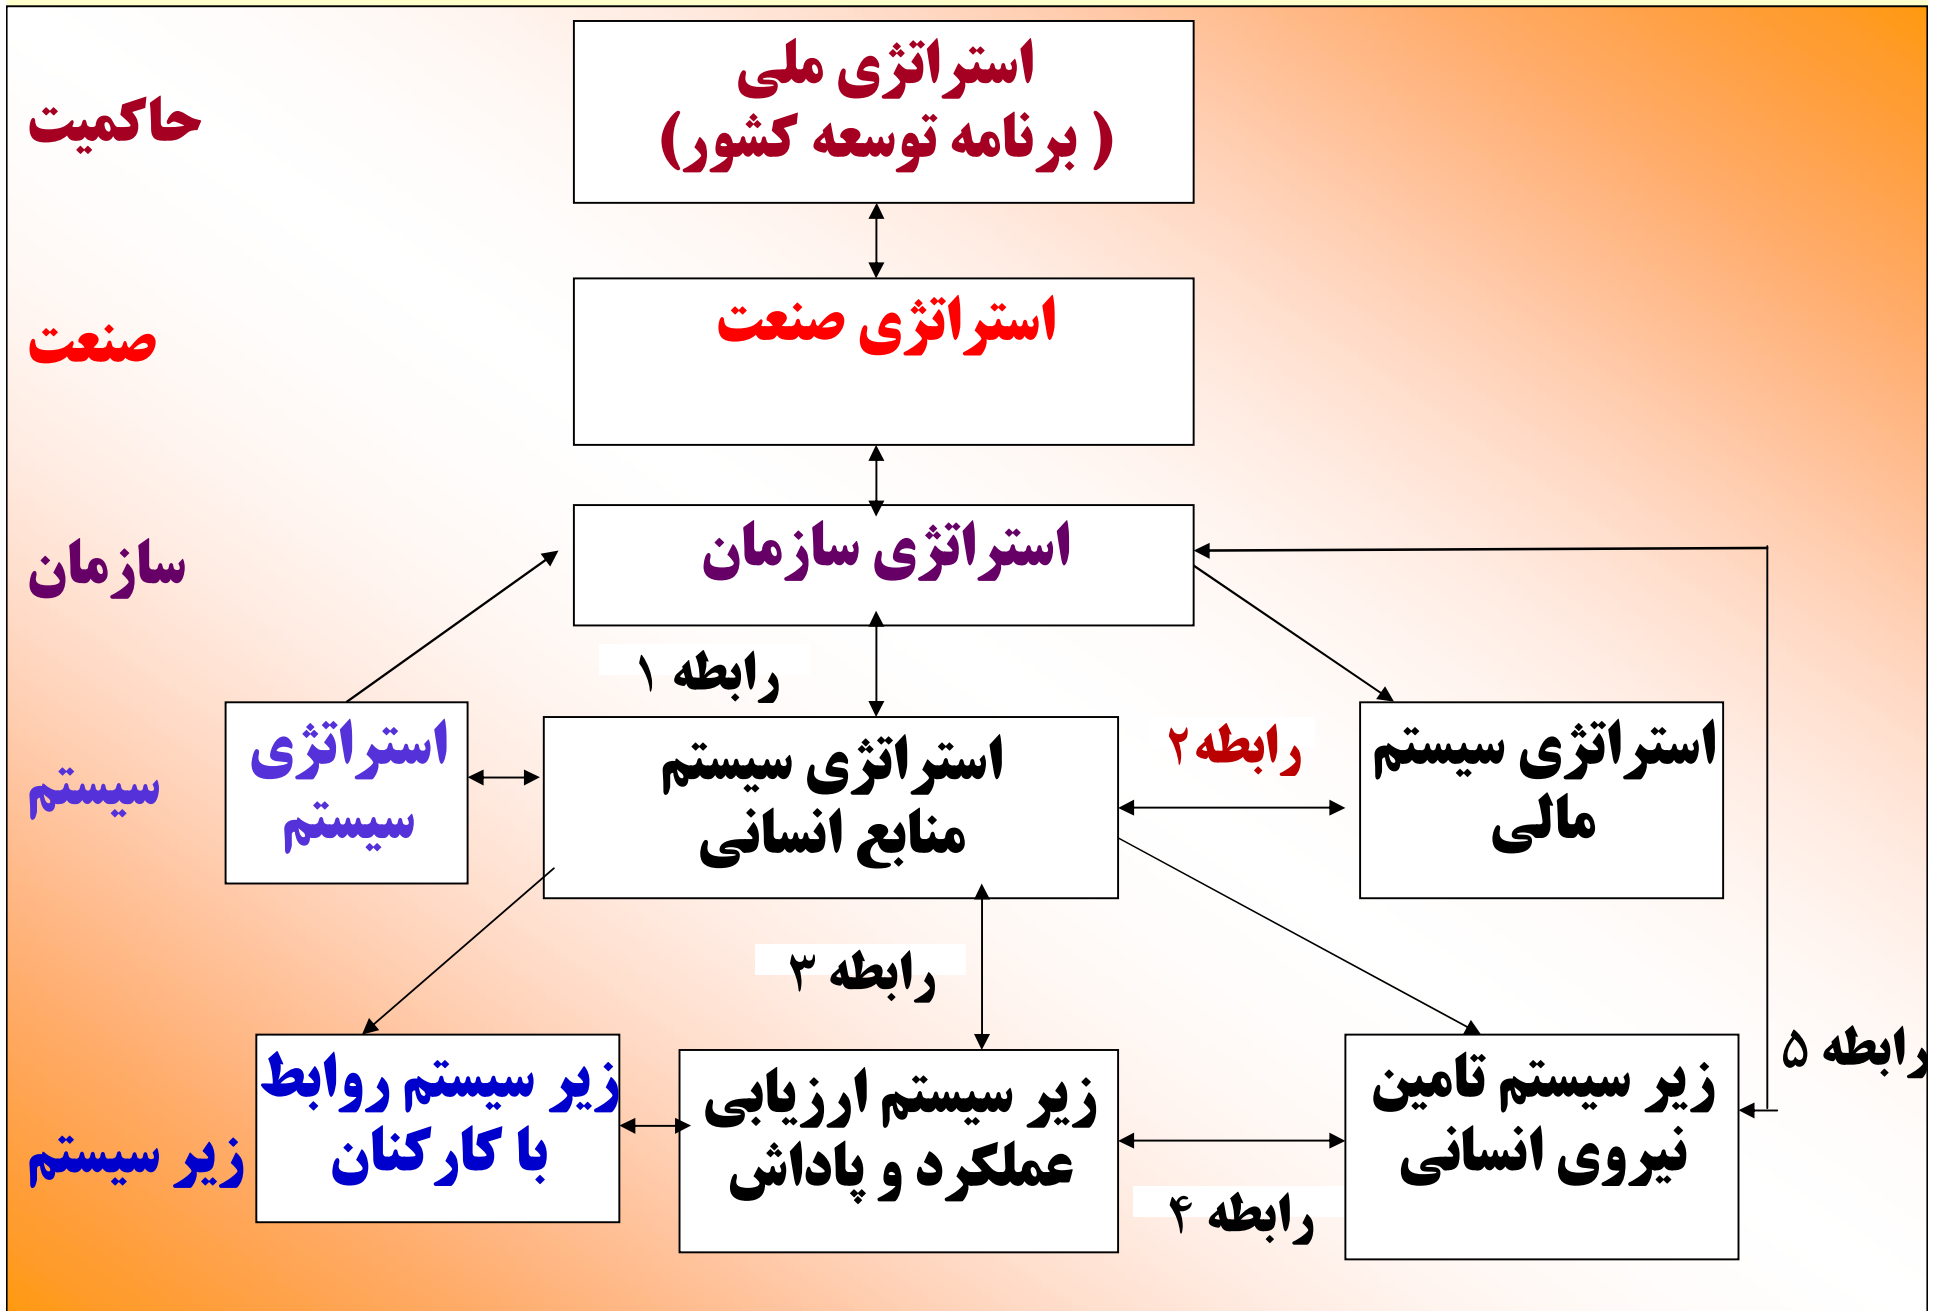 استراتژی ملی
( برنامه توسعه کشور)
حاکمیت
استراتژی صنعت
صنعت
استراتژی سازمان
سازمان
رابطه ۱
استراتژی سیستم
مالی
رابطه۲
استراتژی سیستم
منابع انسانی
استراتژی
سیستم
سیستم
رابطه ۳
رابطه ۵
زیر سیستم تامین
نیروی انسانی
زیر سیستم ارزیابی
عملکرد و پاداش
زیر سیستم روابط
با کارکنان
زیر سیستم
رابطه ۴